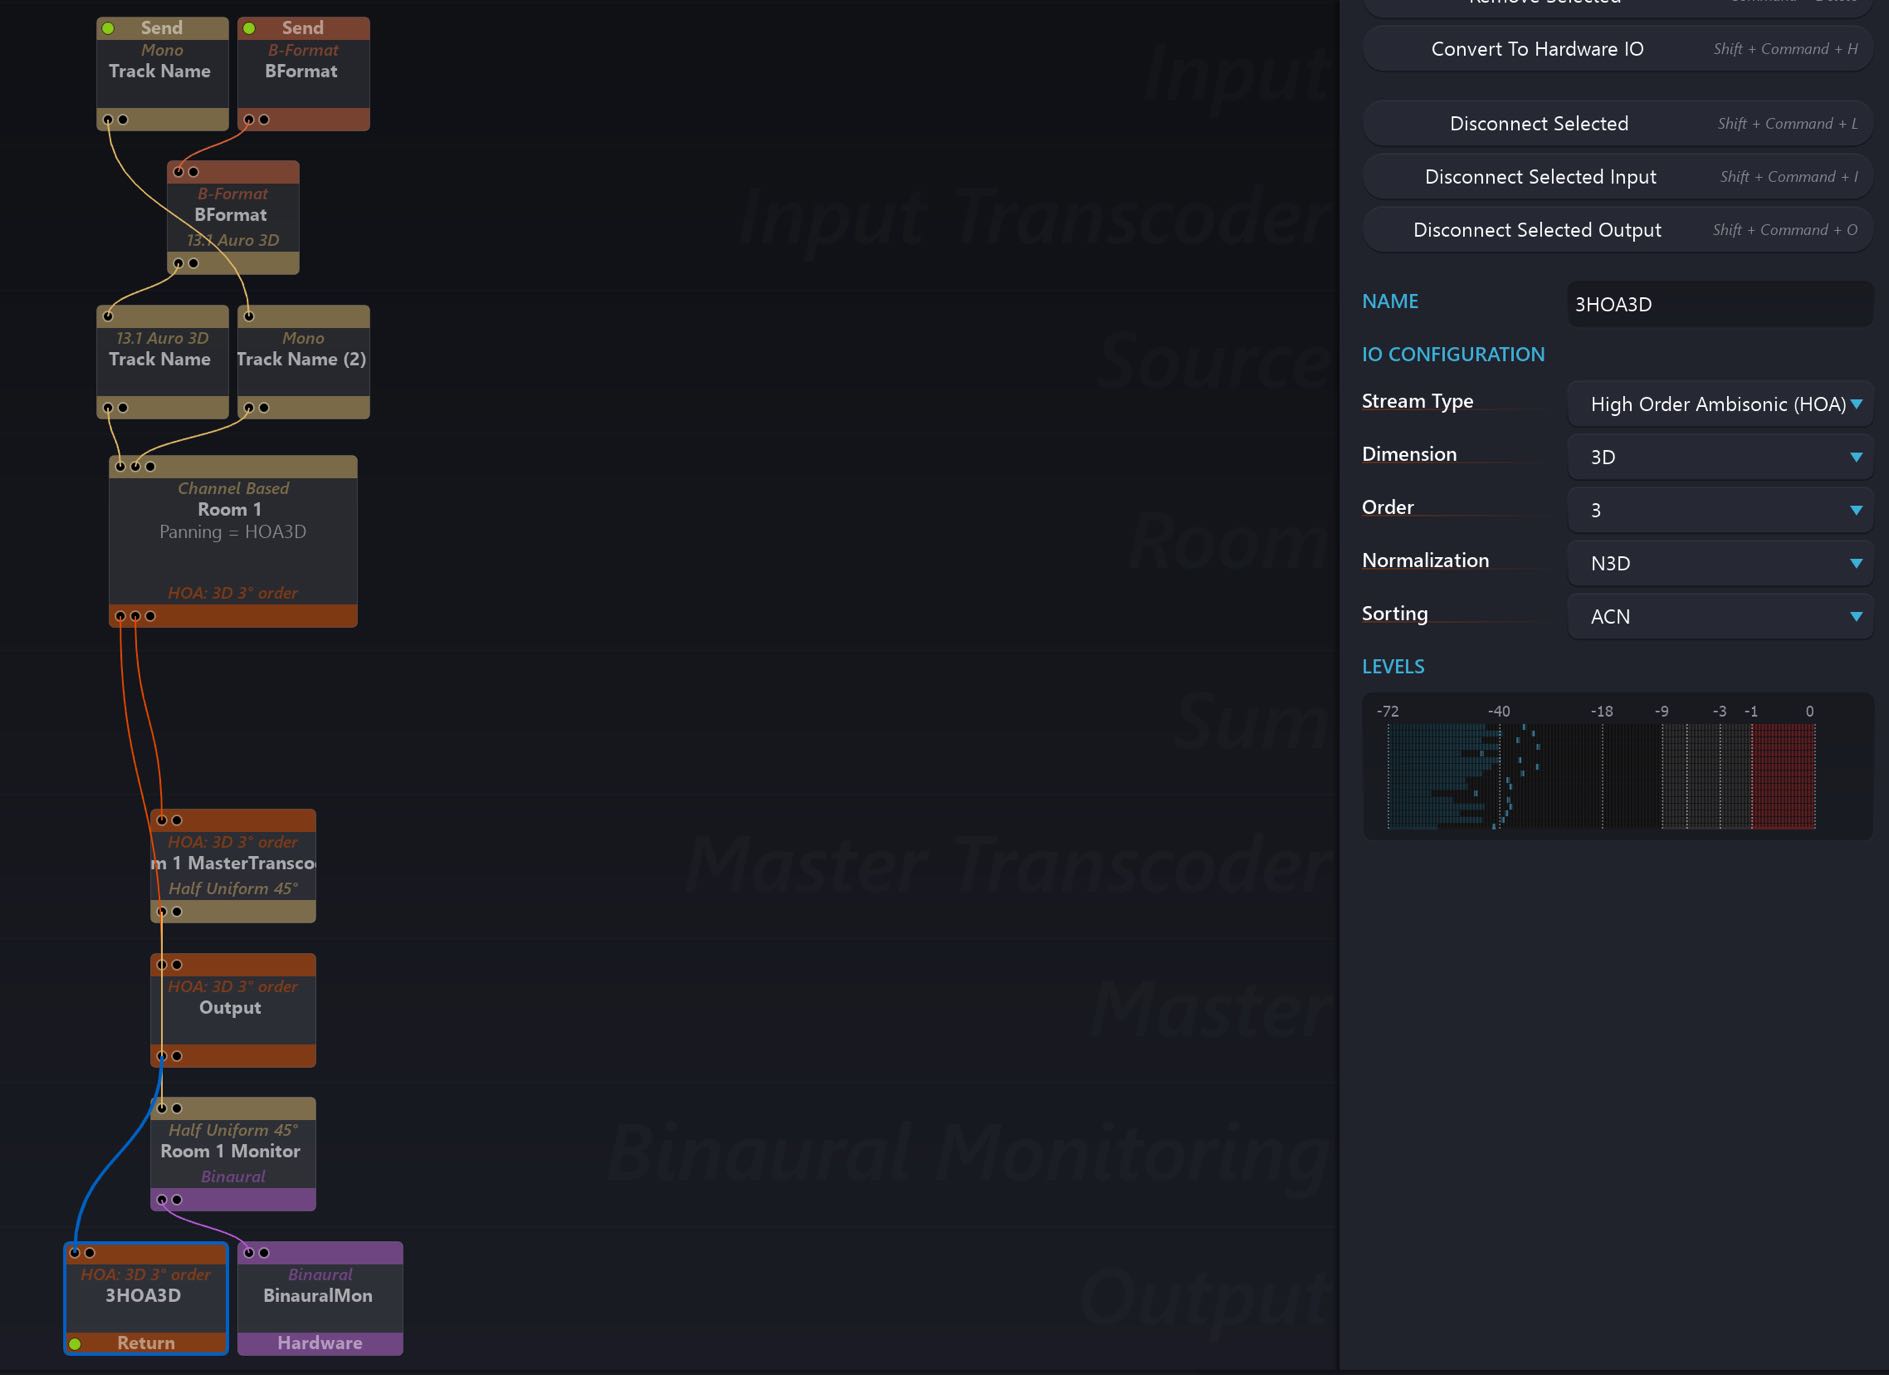 Send
Mono
Track Name
Send
B-Format
BFormat
Input
B-Format
BFormat
13.1 Auro 3D
Input Transcoder
13.1 Auro 3D
Track Name
Mono
Track Name (2)
Source
Channel Based
Room 1
Panning = HOA3D
HOA: 3D 3° order
Room
Sum
HOA: 3D 3° order
m 1 MasterTransco
Half Uniform 45°
Master Transcoder
HOA: 3D 3° order
Output
Master
Half Uniform 45°
Room 1 Monitor
Binaural
Binaural Monitoring
HOA: 3D 3° order
3HOA3D
Return
Binaural
BinauralMon
Hardware
Output
Convert To Hardware IO Shift + Command + H
Disconnect Selected Shift + Command + L
Disconnect Selected Input Shift + Command + I
Disconnect Selected Output Shift + Command + O
NAME 3HOA3D
IO CONFIGURATION
Stream Type High Order Ambisonic (HOA)
Dimension 3D
Order 3
Normalization N3D
Sorting ACN
LEVELS
-72 -40 -18 -9 -3 -1 0